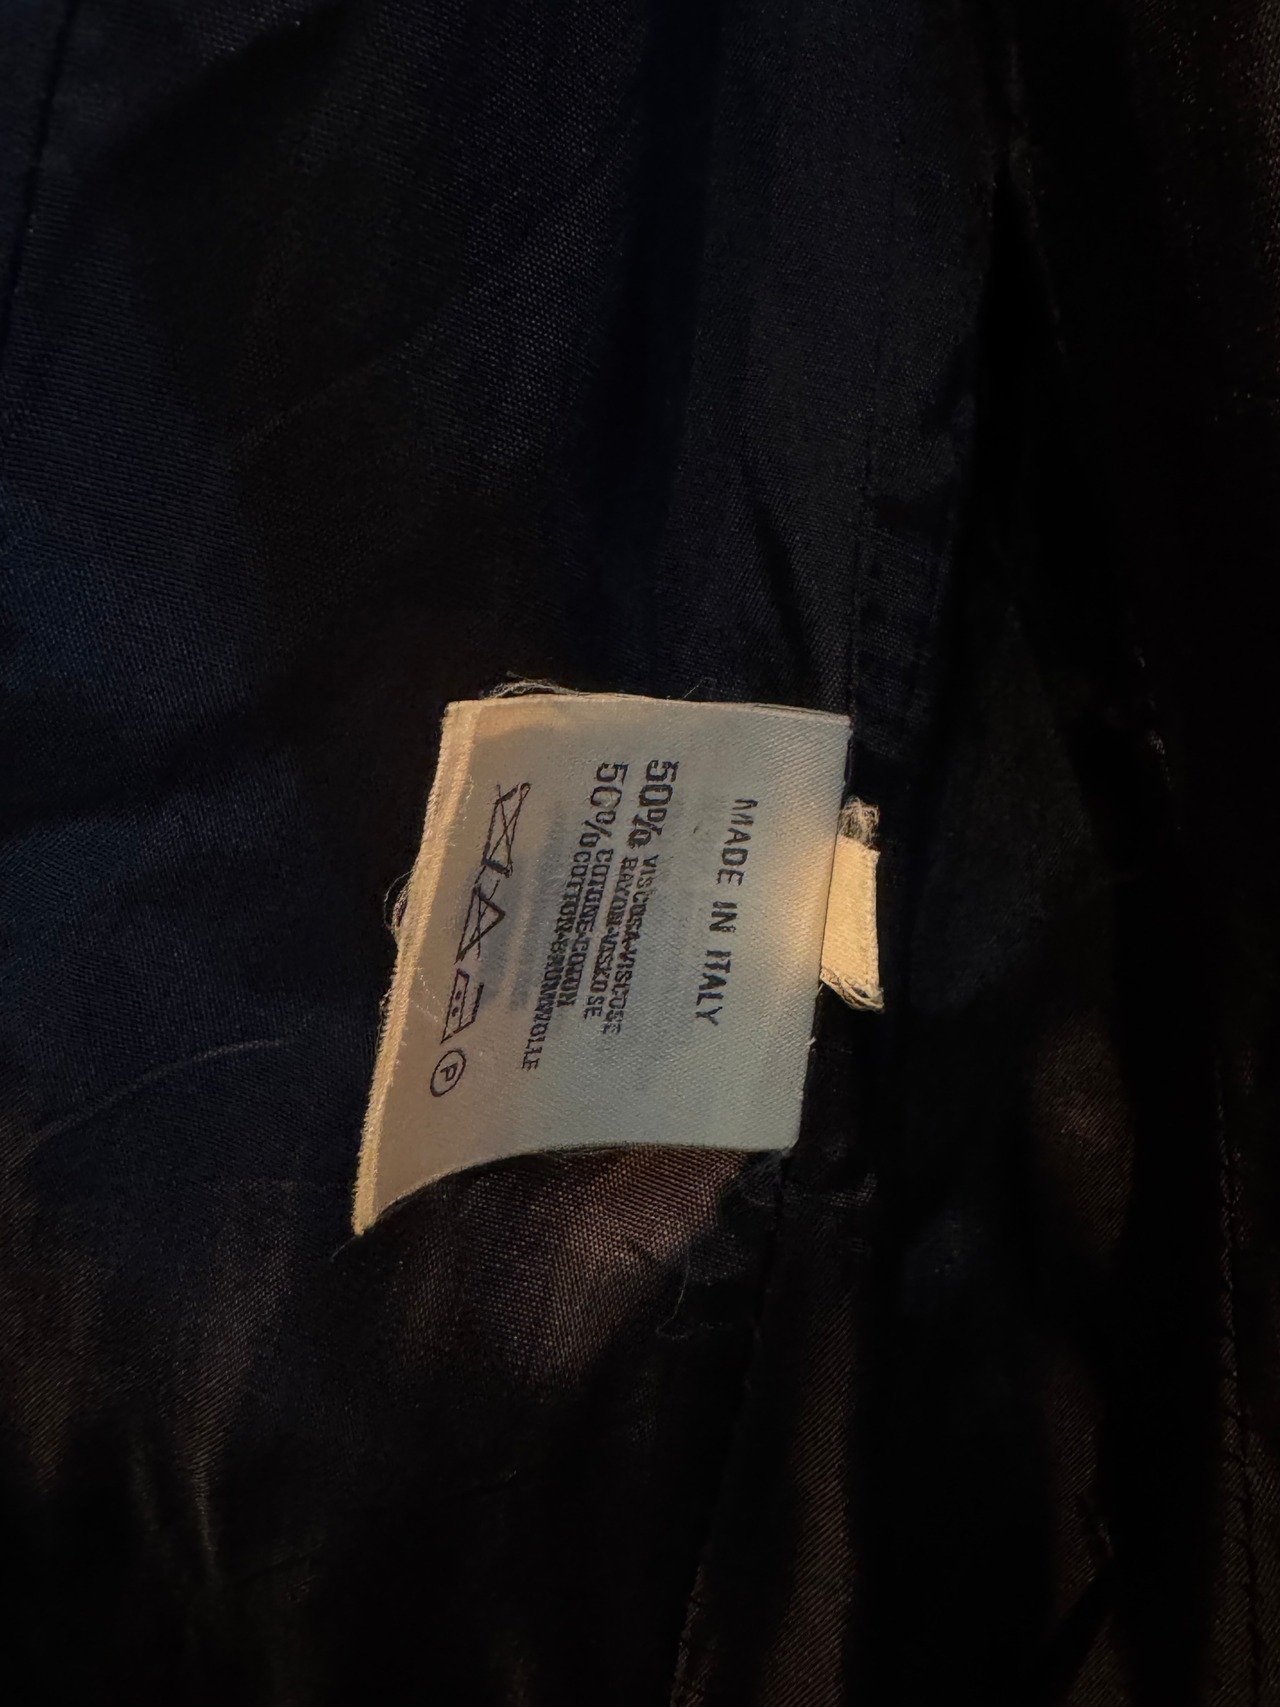 MADE IN ITALY
50% VISCOSA-VISCOSE
RAYON-VISKOSE
50% COTONE-COTON
COTTON-BAUMWOLLE
P